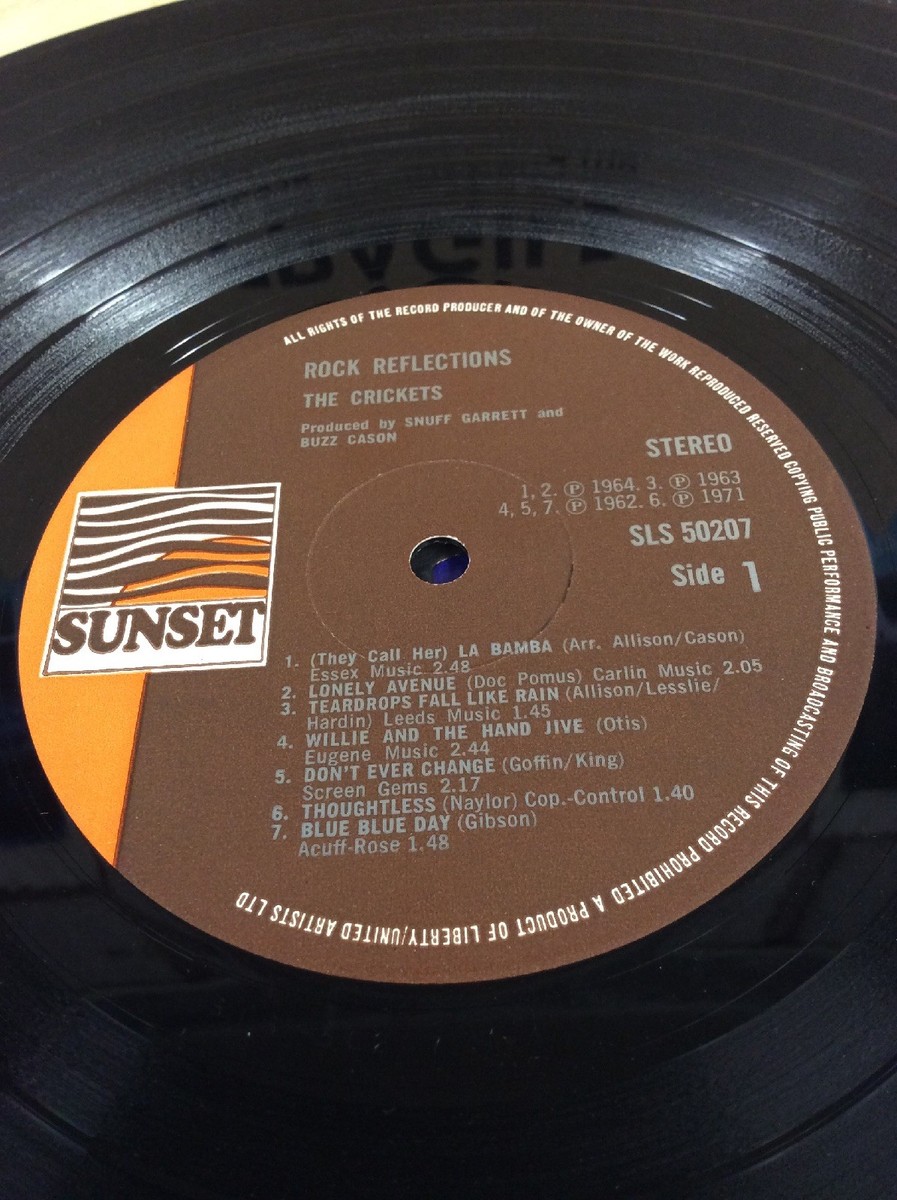 ALL RIGHTS OF THE RECORD PRODUCER AND OF THE OWNER OF THE WORK REPRODUCED RESERVED COPYING PUBLIC PERFORMANCE AND BROADCASTING OF THIS RECORD PROHIBITED A PRODUCT OF LIBERTY/UNITED ARTISTS LTD
ROCK REFLECTIONS
THE CRICKETS
Produced by SNUFF GARRETT and
BUZZ CASON
STEREO
1, 2. Ⓟ 1964. 3. Ⓟ 1963
4, 5, 7. Ⓟ 1962. 6. Ⓟ 1971
SLS 50207
Side 1
SUNSET
1. (They Call Her) LA BAMBA (Arr. Allison/Cason)
Essex Music 2.48
2. LONELY AVENUE (Doc Pomus) Carlin Music 2.05
3. TEARDROPS FALL LIKE RAIN (Allison/Lesslie/
Hardin) Leeds Music 1.45
4. WILLIE AND THE HAND JIVE (Otis)
Eugene Music 2.44
5. DON'T EVER CHANGE (Goffin/King)
Screen Gems 2.17
6. THOUGHTLESS (Naylor) Cop.-Control 1.40
7. BLUE BLUE DAY (Gibson)
Acuff-Rose 1.48